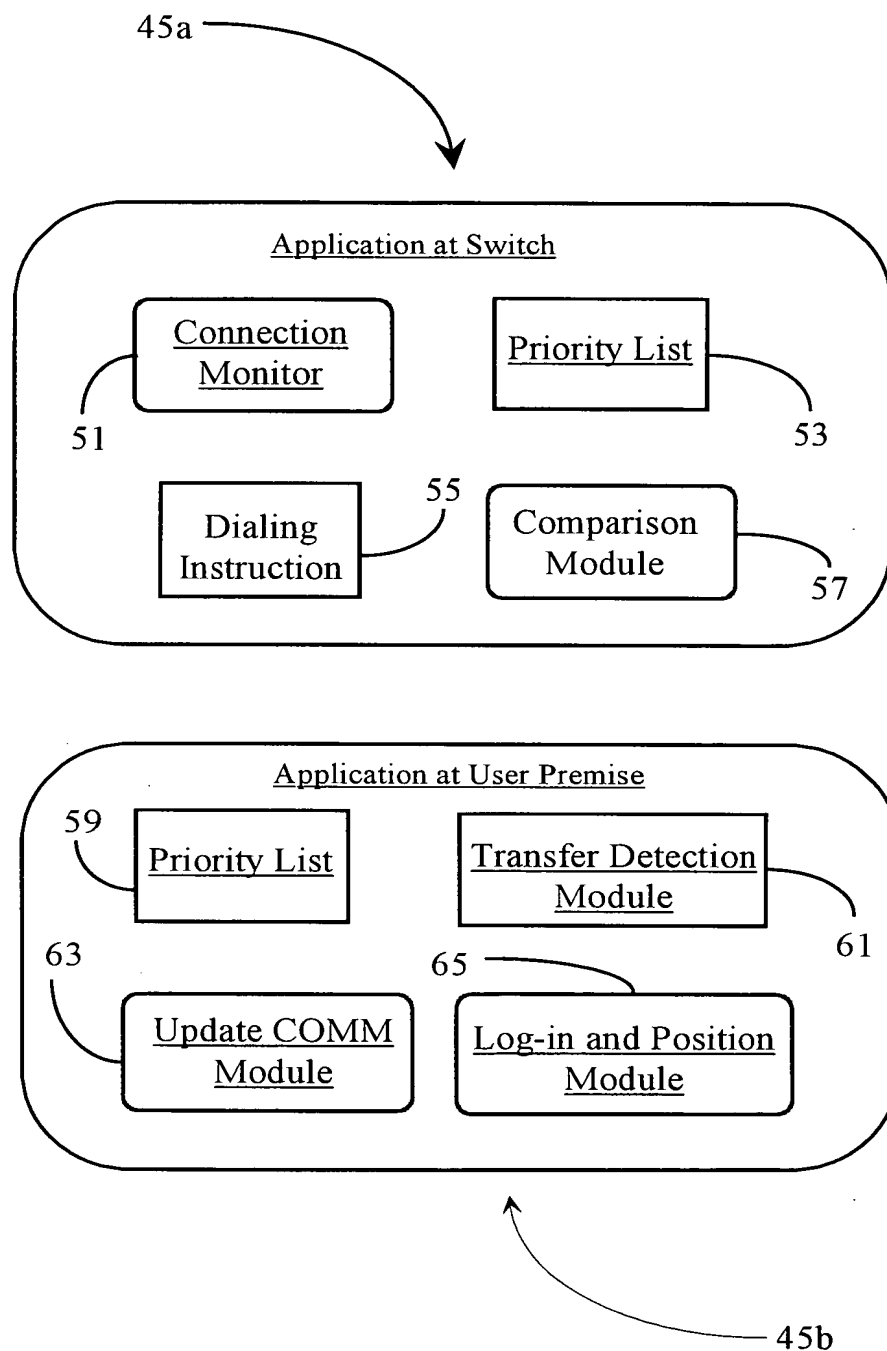 45a
Application at Switch
Connection
Monitor
Priority List
51
53
55
Dialing
Instruction
Comparison
Module
57
Application at User Premise
59
Priority List
Transfer Detection
Module
61
63
65
Update COMM
Module
Log-in and Position
Module
45b